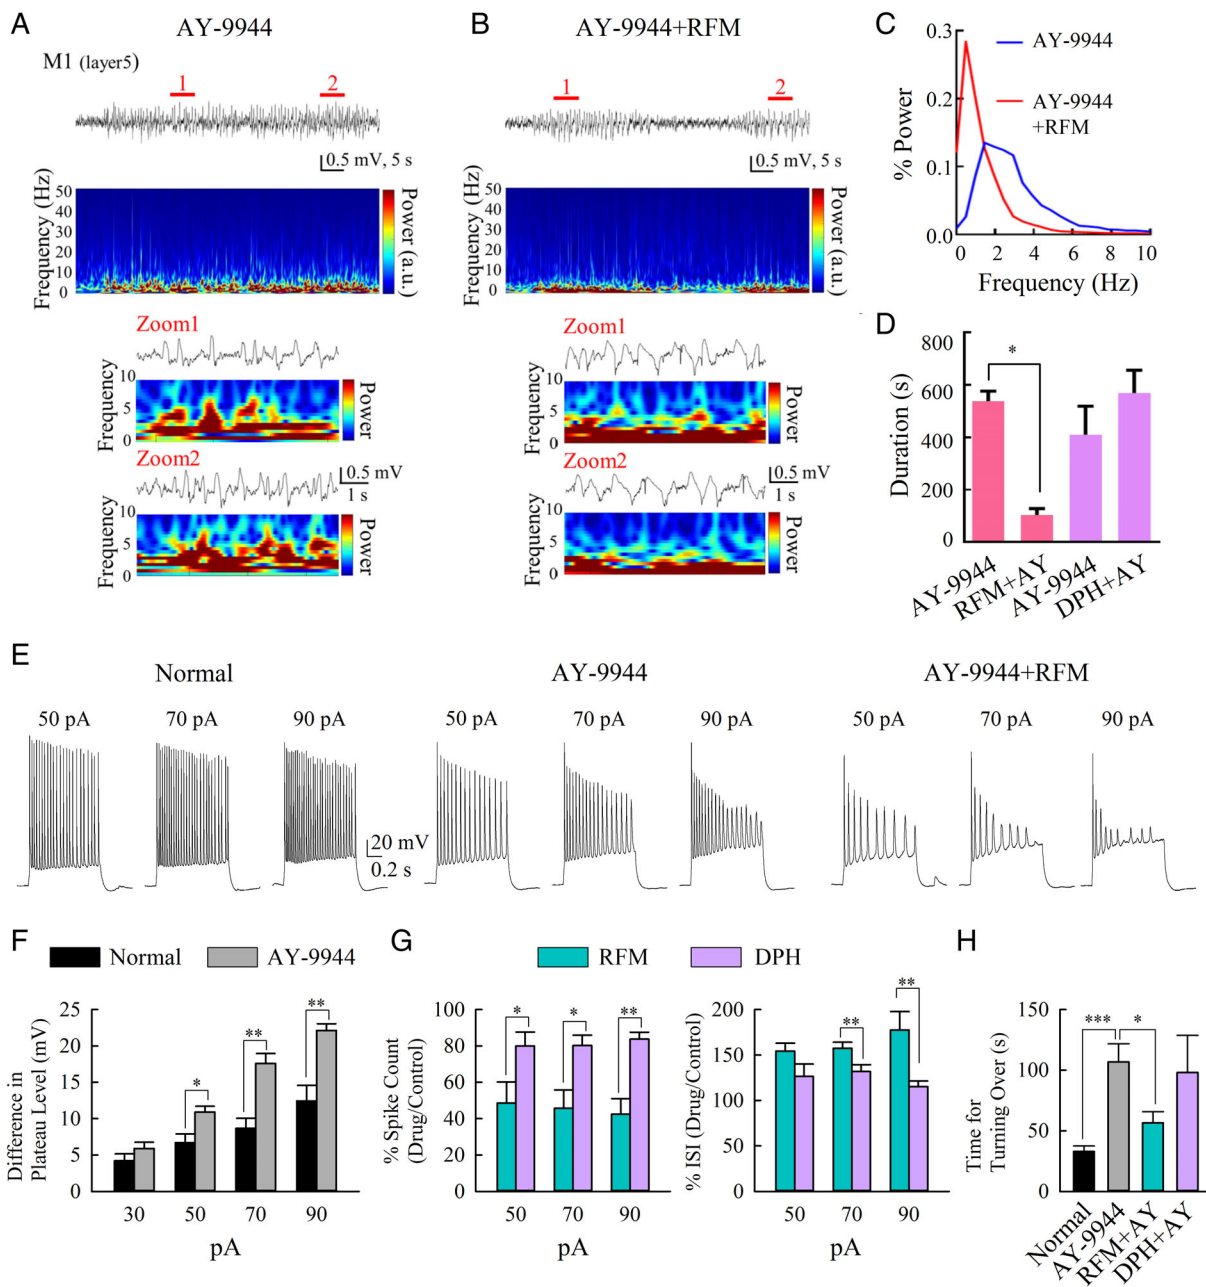 A
AY-9944
M1 (layer5)
1
2
0.5 mV, 5 s
Frequency (Hz)
50
40
30
20
10
0
Power (a.u.)
Zoom1
Frequency
10
5
0
Power
Zoom2
0.5 mV
1 s
Frequency
10
5
0
Power
B
AY-9944+RFM
1
2
0.5 mV, 5 s
Frequency (Hz)
50
40
30
20
10
0
Power (a.u.)
Zoom1
Frequency
10
5
0
Power
Zoom2
0.5 mV
1 s
Frequency
10
5
0
Power
C
% Power
0.3
0.2
0.1
0.0
AY-9944
AY-9944
+RFM
0 2 4 6 8 10
Frequency (Hz)
D
Duration (s)
800
600
400
200
0
*
AY-9944
RFM+AY
AY-9944
DPH+AY
E
Normal
AY-9944
AY-9944+RFM
50 pA 70 pA 90 pA 50 pA 70 pA 90 pA 50 pA 70 pA 90 pA
20 mV
0.2 s
F
Normal
AY-9944
Difference in
Plateau Level (mV)
25
20
15
10
5
0
*
**
**
30 50 70 90
pA
G
RFM
DPH
% Spike Count
(Drug/Control)
100
80
60
40
20
0
*
*
**
50 70 90
pA
% ISI (Drug/Control)
200
150
100
50
0
**
**
50 70 90
pA
H
Time for
Turning Over (s)
150
100
50
0
***
*
Normal
AY-9944
RFM+AY
DPH+AY